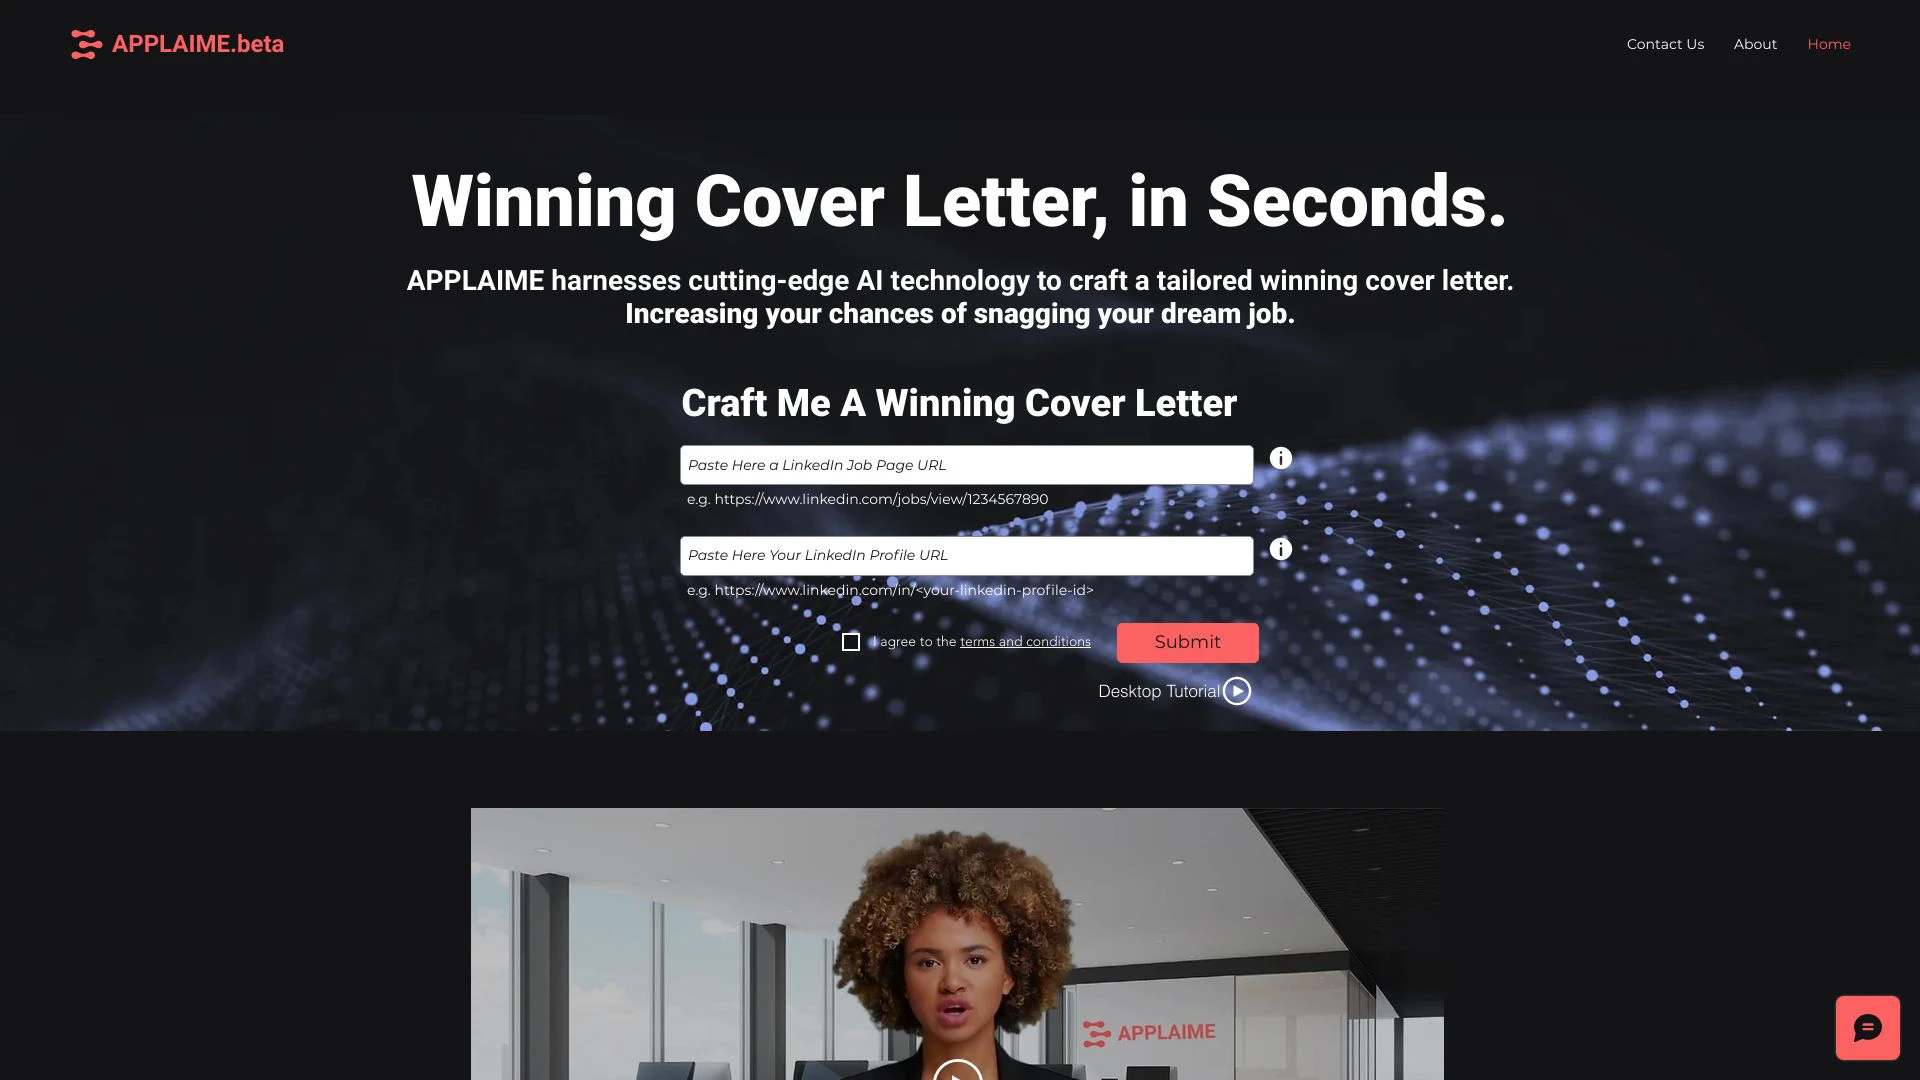 APPLAIME.beta
Contact Us
About
Home
Winning Cover Letter, in Seconds.
APPLAIME harnesses cutting-edge AI technology to craft a tailored winning cover letter.
Increasing your chances of snagging your dream job.
Craft Me A Winning Cover Letter
Paste Here a LinkedIn Job Page URL
e.g. https://www.linkedin.com/jobs/view/1234567890
Paste Here Your LinkedIn Profile URL
e.g. https://www.linkedin.com/in/<your-linkedin-profile-id>
I agree to the terms and conditions
Submit
Desktop Tutorial
APPLAIME